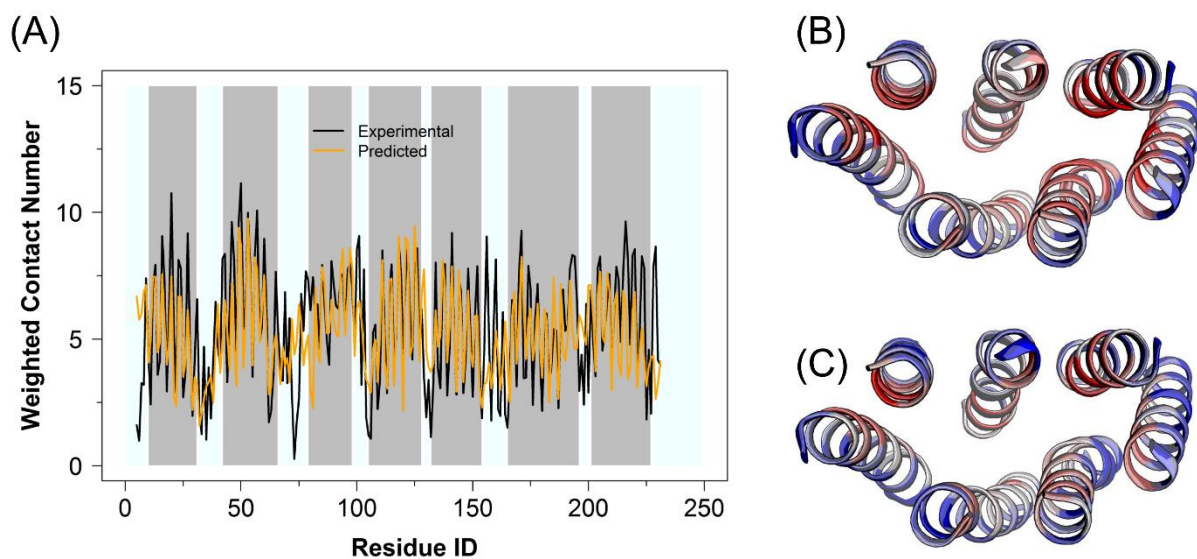 (A)
(B)
15
Experimental
Predicted
10
Weighted Contact Number
5
(C)
0
0
50
100
150
200
250
Residue ID